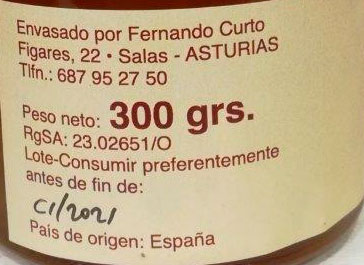 Envasado por Fernando Curto
Figares, 22 • Salas - ASTURIAS
Tlfn.: 687 95 27 50
Peso neto: 300 grs.
RgSA: 23.02651/O
Lote-Consumir preferentemente
antes de fin de:
C1/2021
Pais de origen: España